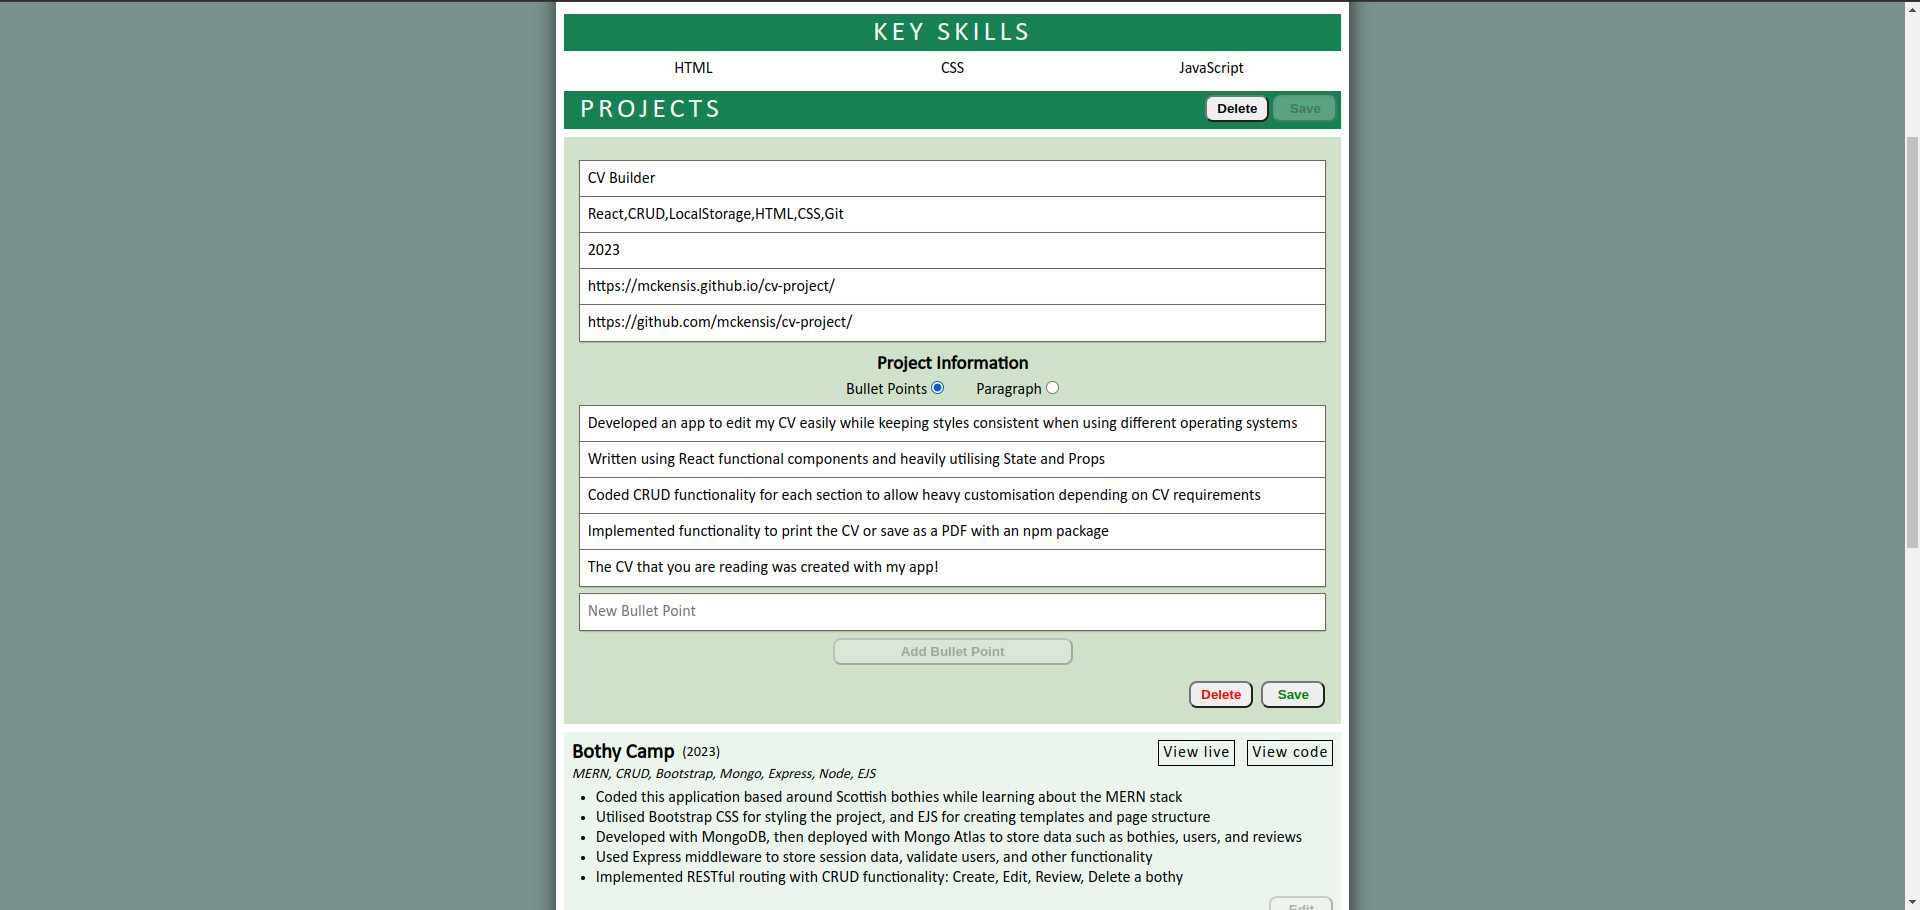 KEY SKILLS
HTML CSS JavaScript
PROJECTS Delete Save
CV Builder
React,CRUD,LocalStorage,HTML,CSS,Git
2023
https://mckensis.github.io/cv-project/
https://github.com/mckensis/cv-project/
Project Information
Bullet Points Paragraph
Developed an app to edit my CV easily while keeping styles consistent when using different operating systems
Written using React functional components and heavily utilising State and Props
Coded CRUD functionality for each section to allow heavy customisation depending on CV requirements
Implemented functionality to print the CV or save as a PDF with an npm package
The CV that you are reading was created with my app!
New Bullet Point
Add Bullet Point
Delete Save
Bothy Camp (2023) View live View code
MERN, CRUD, Bootstrap, Mongo, Express, Node, EJS
• Coded this application based around Scottish bothies while learning about the MERN stack
• Utilised Bootstrap CSS for styling the project, and EJS for creating templates and page structure
• Developed with MongoDB, then deployed with Mongo Atlas to store data such as bothies, users, and reviews
• Used Express middleware to store session data, validate users, and other functionality
• Implemented RESTful routing with CRUD functionality: Create, Edit, Review, Delete a bothy
Edit